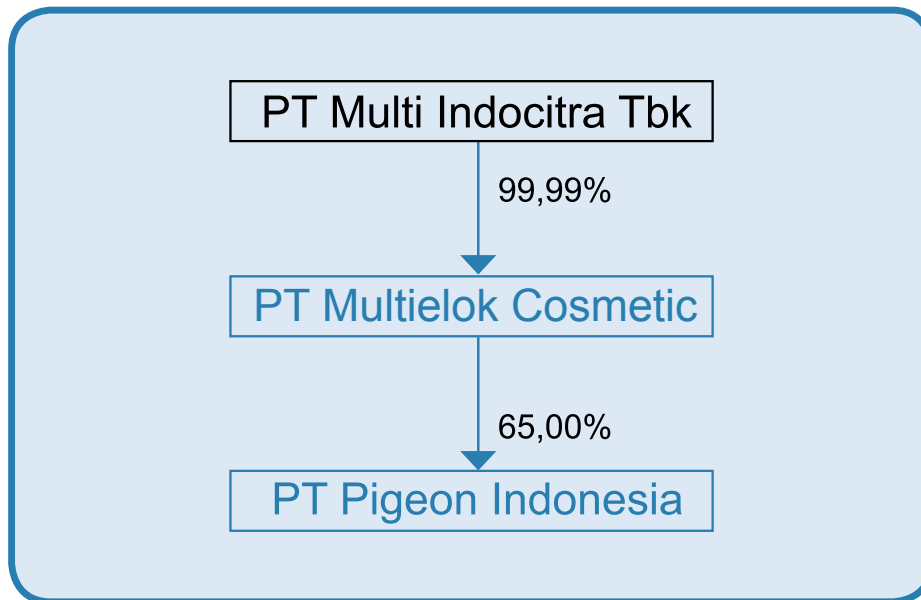 PT Multi Indocitra Tbk
99,99%
PT Multielok Cosmetic
65,00%
PT Pigeon Indonesia